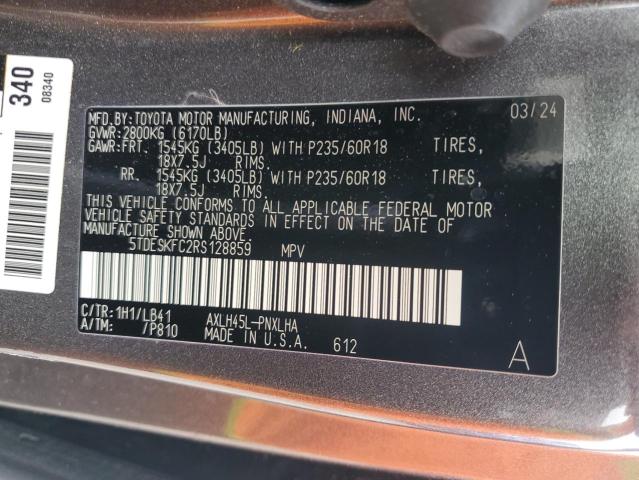 340
08340
MFD.BY:TOYOTA MOTOR MANUFACTURING, INDIANA, INC. 03/24
GVWR:2800KG (6170LB)
GAWR:FRT. 1545KG (3405LB) WITH P235/60R18 TIRES,
18X7.5J RIMS.
RR. 1545KG (3405LB) WITH P235/60R18 TIRES,
18X7.5J RIMS.
THIS VEHICLE CONFORMS TO ALL APPLICABLE FEDERAL MOTOR
VEHICLE SAFETY STANDARDS IN EFFECT ON THE DATE OF
MANUFACTURE SHOWN ABOVE.
5TDESKFC2RS128859 MPV
C/TR:1H1/LB41 AXLH45L-PNXLHA
A/TM: /P810 MADE IN U.S.A. 612 A